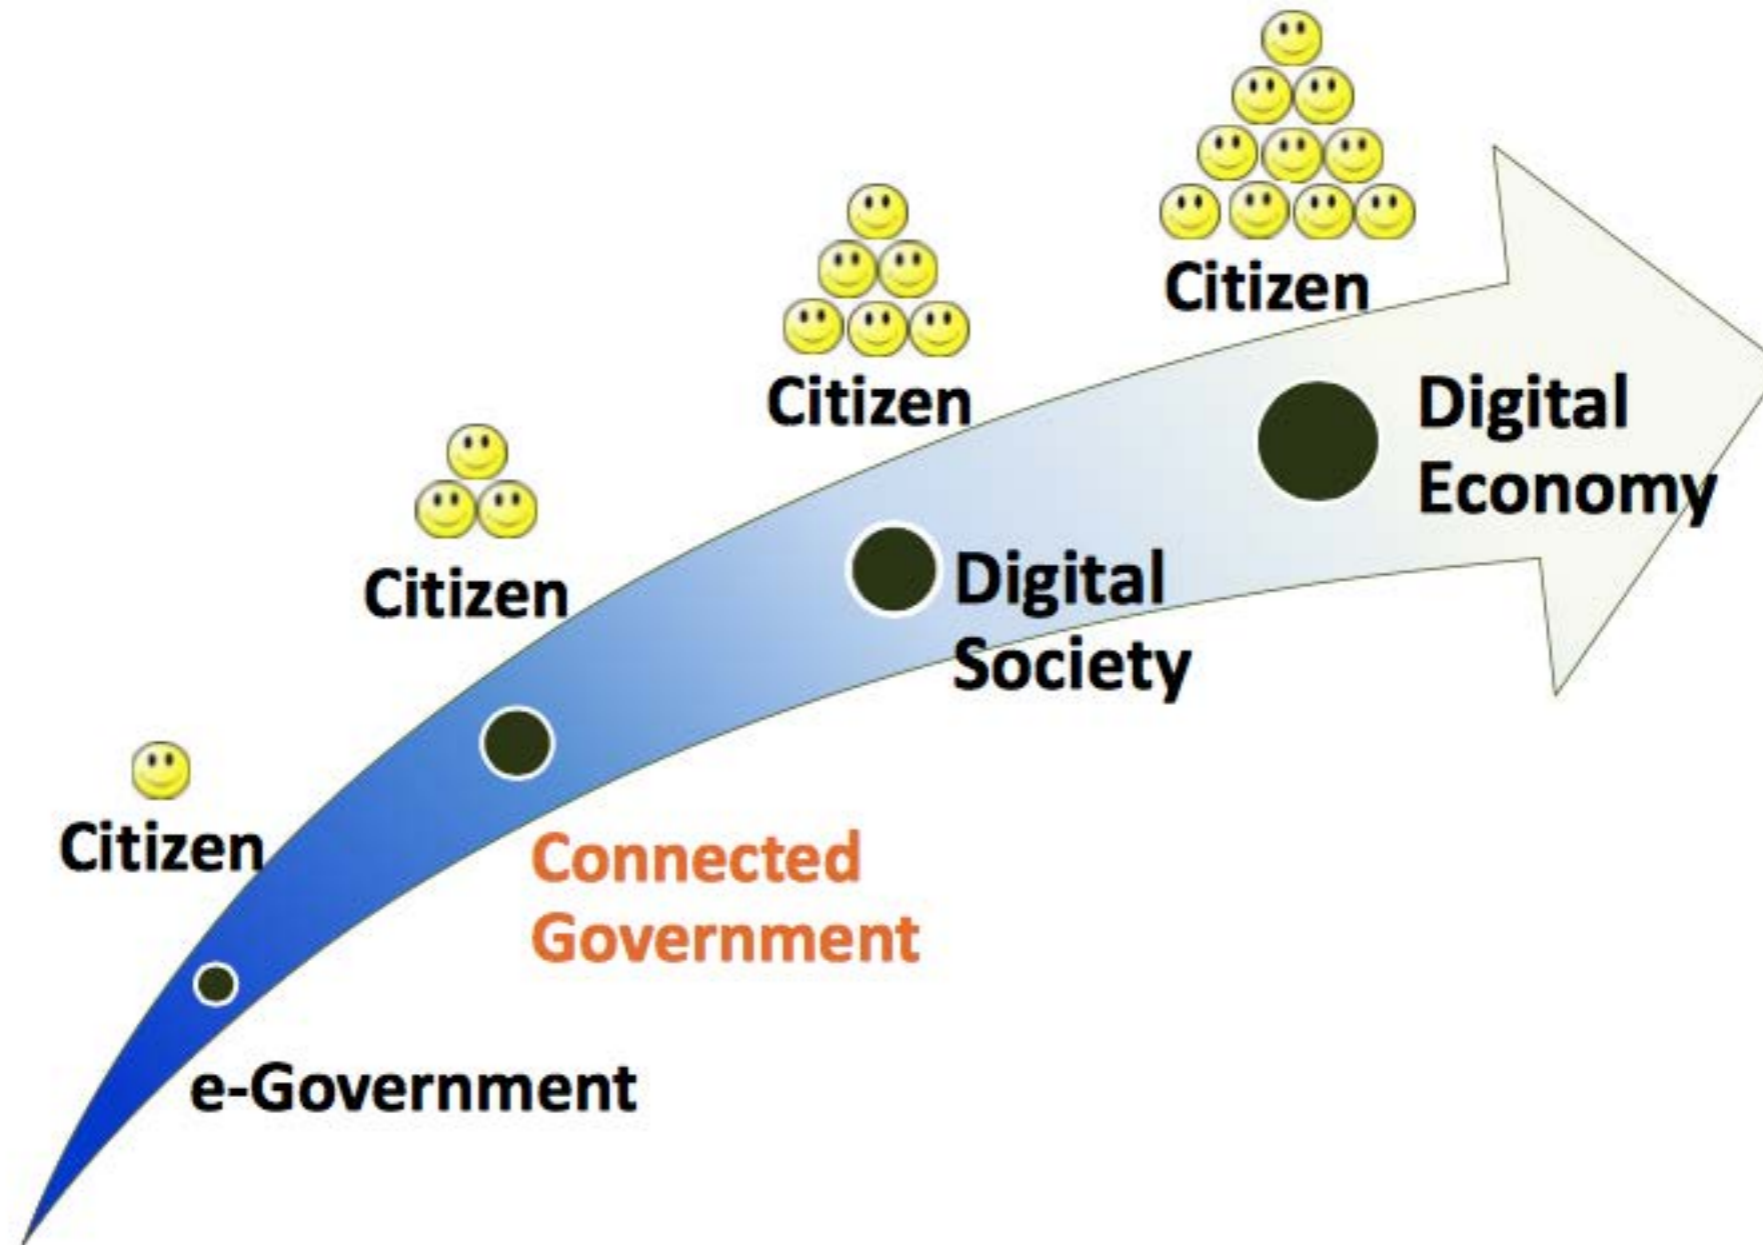 Citizen
Citizen
Digital
Economy
Citizen
Digital
Society
Citizen
Connected
Government
e-Government